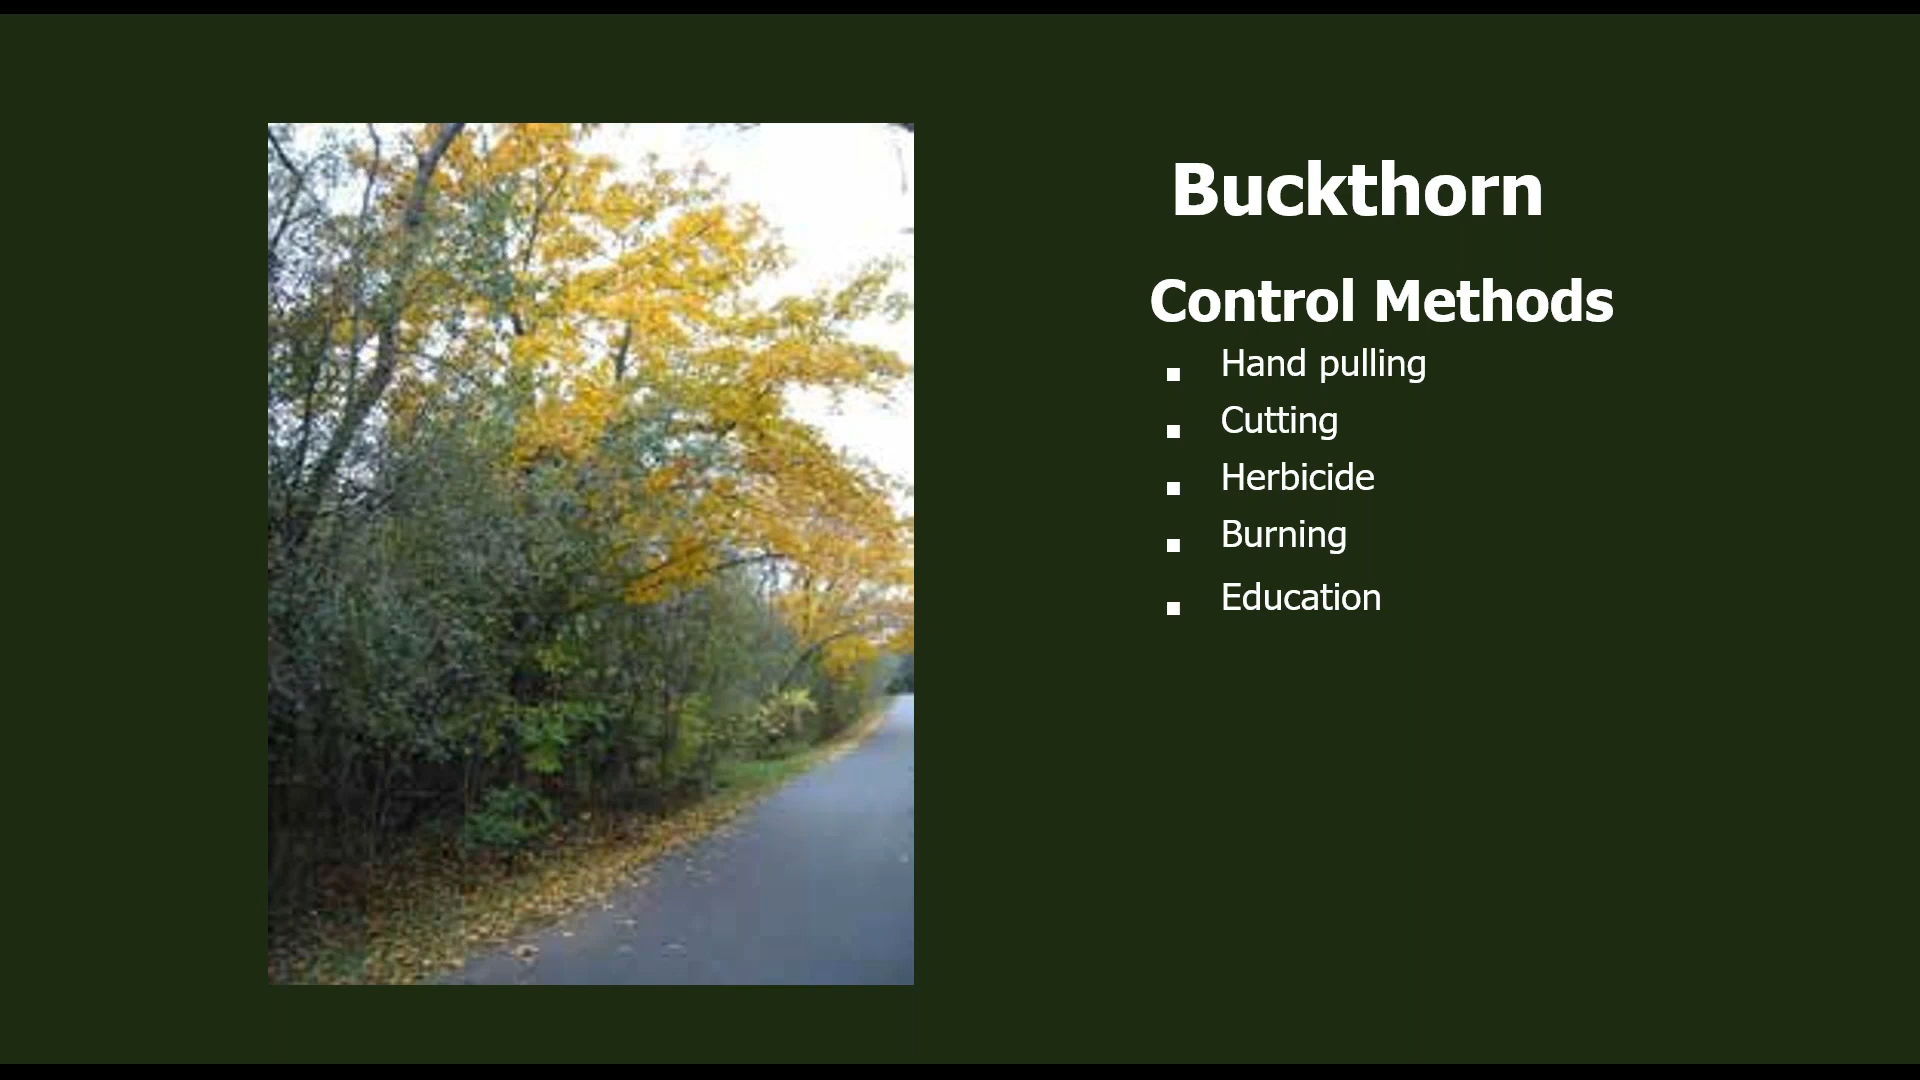 Buckthorn
Control Methods
▪ Hand pulling
▪ Cutting
▪ Herbicide
▪ Burning
▪ Education